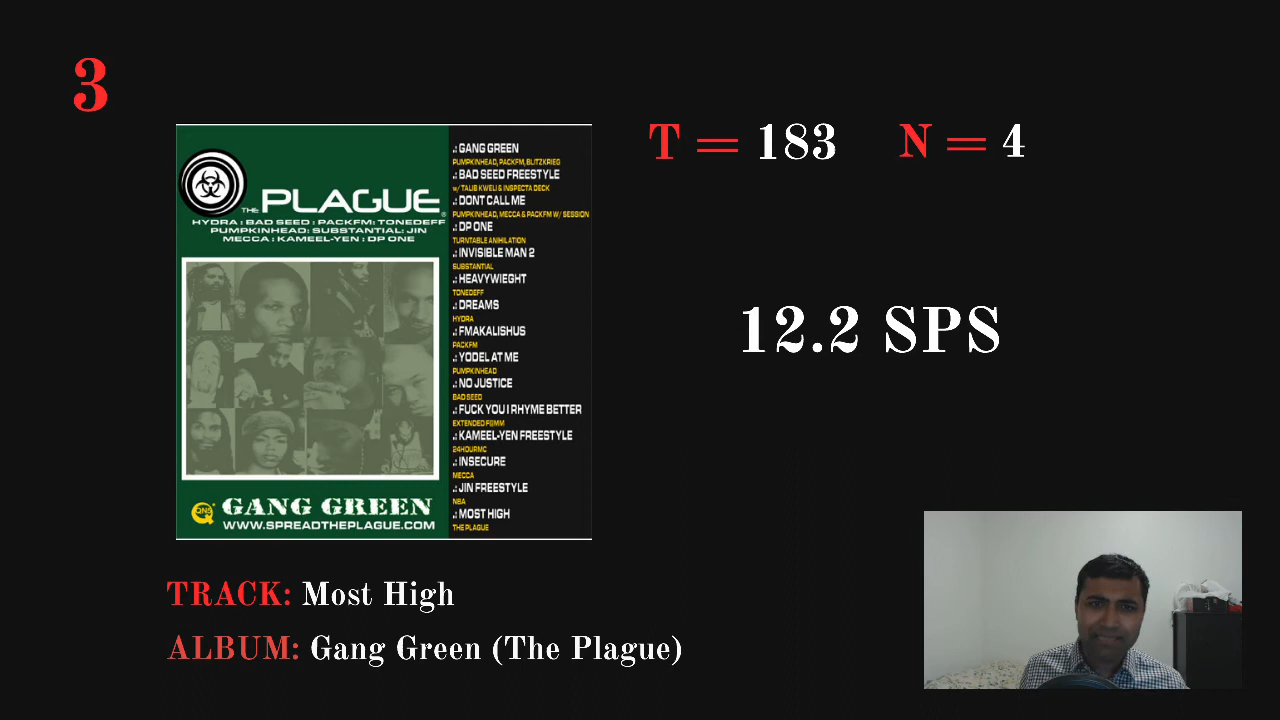 3
T = 183 N = 4
12.2 SPS
THE PLAGUE
HYDRA : BAD SEED : PACKFM: TONEDEFF
PUMPKINHEAD: SUBSTANTIAL: JIN
MECCA : KAMEEL-YEN : DP ONE
QN5
GANG GREEN
WWW.SPREADTHEPLAGUE.COM
.: GANG GREEN
PUMPKINHEAD, PACKFM, BLITZKRIEG
.: BAD SEED FREESTYLE
w/ TALIB KWELI & INSPECTA DECK
.: DONT CALL ME
PUMPKINHEAD, MECCA & PACKFM W/ SESSION
.: DP ONE
TURNTABLE ANIHILATION
.: INVISIBLE MAN 2
SUBSTANTIAL
.: HEAVYWIEGHT
TONEDEFF
.: DREAMS
HYDRA
.: FMAKALISHUS
PACKFM
.: YODEL AT ME
PUMPKINHEAD
.: NO JUSTICE
BAD SEED
.: FUCK YOU I RHYME BETTER
EXTENDED F@MM
.: KAMEEL-YEN FREESTYLE
24HOURMC
.: INSECURE
MECCA
.: JIN FREESTYLE
NBA
.: MOST HIGH
THE PLAGUE
TRACK: Most High
ALBUM: Gang Green (The Plague)